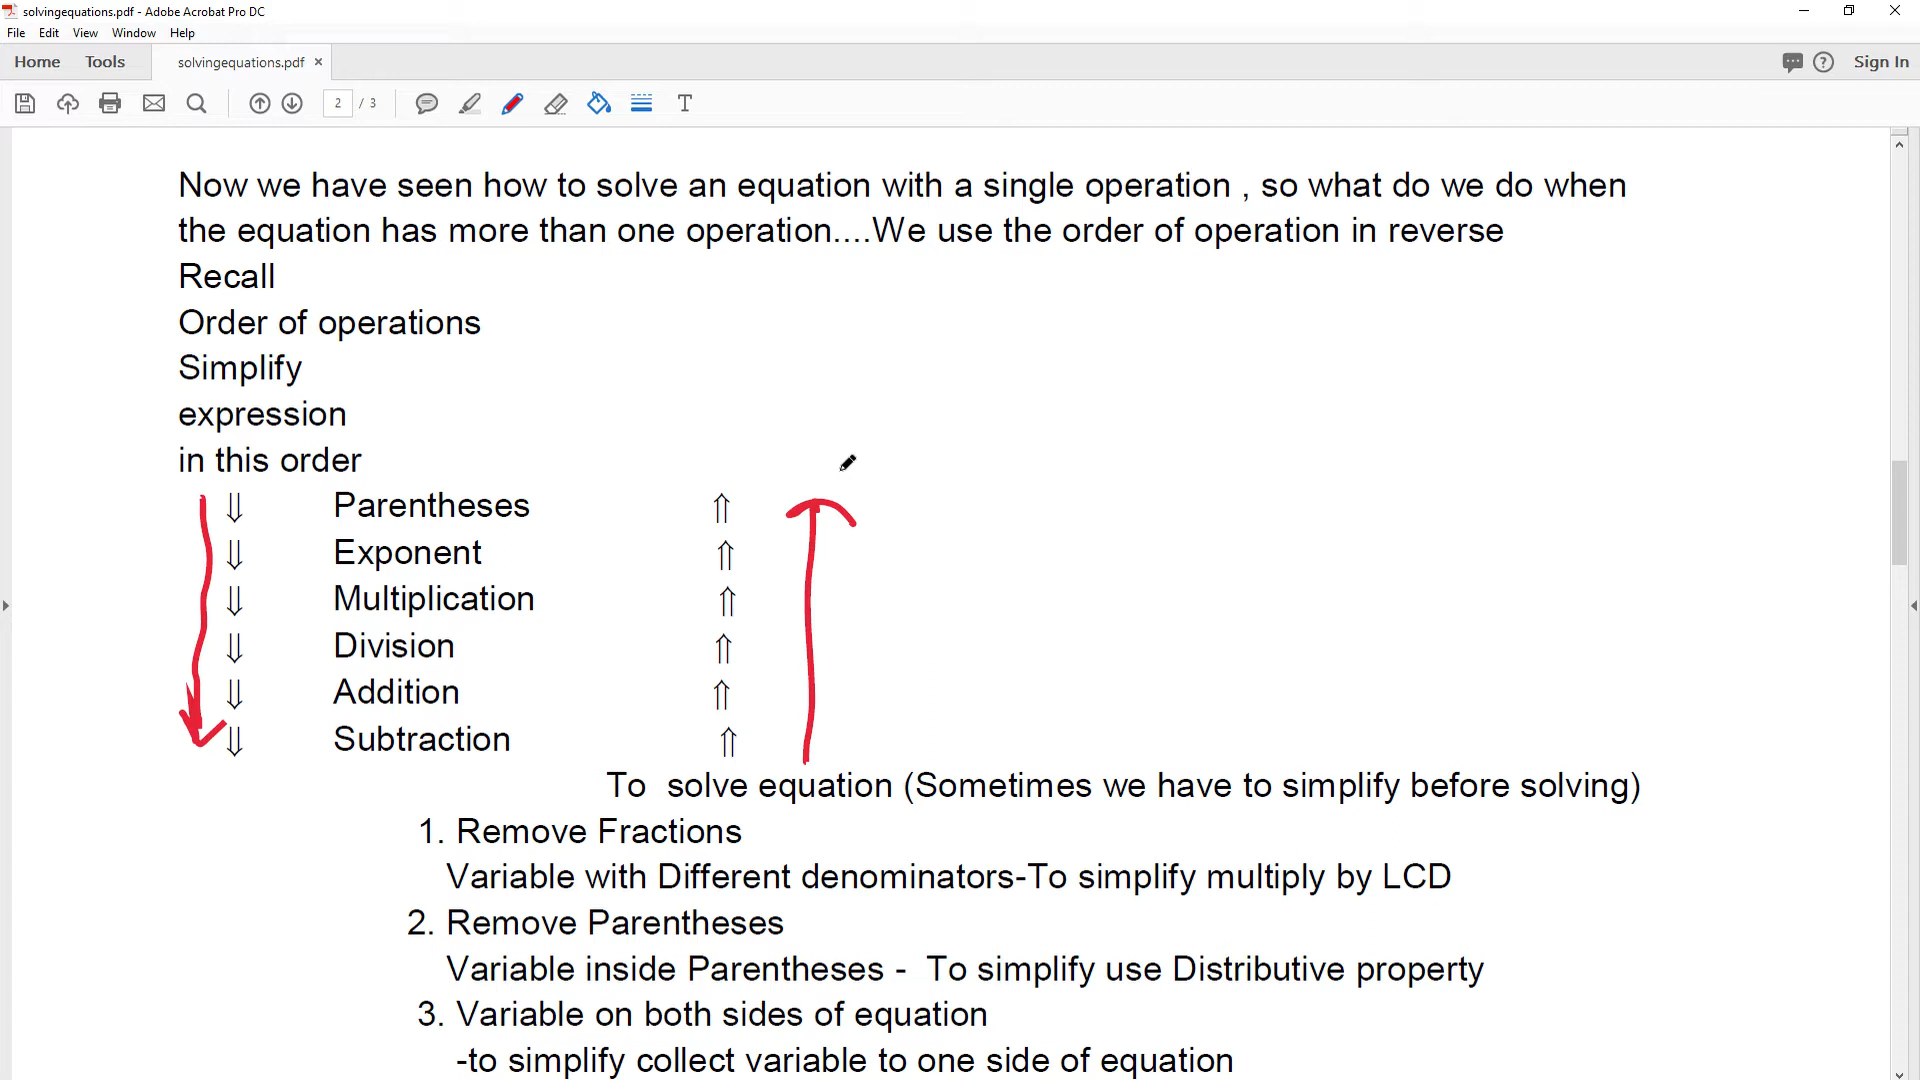 solvingequations.pdf - Adobe Acrobat Pro DC
File Edit View Window Help
Home Tools solvingequations.pdf × Sign In
2 / 3
Now we have seen how to solve an equation with a single operation , so what do we do when
the equation has more than one operation....We use the order of operation in reverse
Recall
Order of operations
Simplify
expression
in this order
⇓ Parentheses ⇑
⇓ Exponent ⇑
⇓ Multiplication ⇑
⇓ Division ⇑
⇓ Addition ⇑
⇓ Subtraction ⇑
To solve equation (Sometimes we have to simplify before solving)
1. Remove Fractions
Variable with Different denominators-To simplify multiply by LCD
2. Remove Parentheses
Variable inside Parentheses - To simplify use Distributive property
3. Variable on both sides of equation
-to simplify collect variable to one side of equation